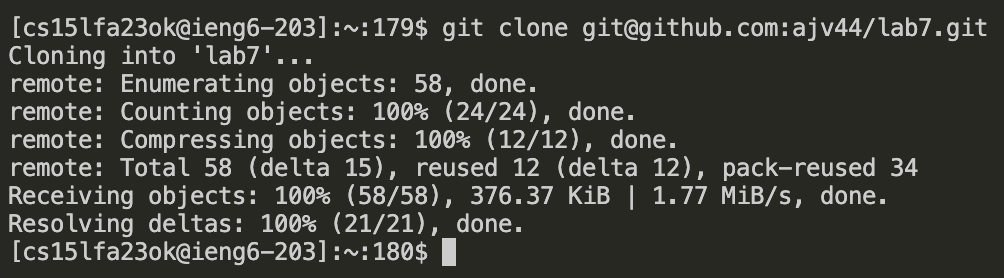 [cs15lfa23ok@ieng6-203]:~:179$ git clone git@github.com:ajv44/lab7.git
Cloning into 'lab7'...
remote: Enumerating objects: 58, done.
remote: Counting objects: 100% (24/24), done.
remote: Compressing objects: 100% (12/12), done.
remote: Total 58 (delta 15), reused 12 (delta 12), pack-reused 34
Receiving objects: 100% (58/58), 376.37 KiB | 1.77 MiB/s, done.
Resolving deltas: 100% (21/21), done.
[cs15lfa23ok@ieng6-203]:~:180$